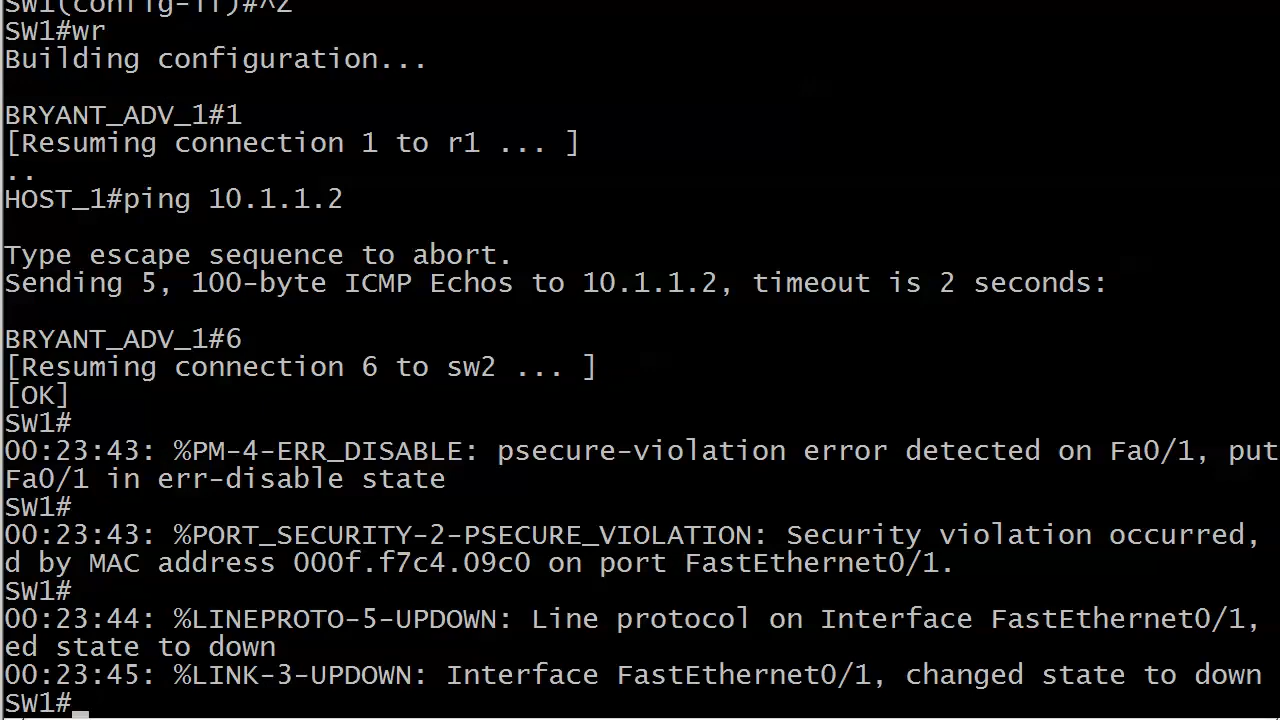 SW1(config-if)#^Z
SW1#wr
Building configuration...
BRYANT_ADV_1#1
[Resuming connection 1 to r1 ... ]
..
HOST_1#ping 10.1.1.2
Type escape sequence to abort.
Sending 5, 100-byte ICMP Echos to 10.1.1.2, timeout is 2 seconds:
BRYANT_ADV_1#6
[Resuming connection 6 to sw2 ... ]
[OK]
SW1#
00:23:43: %PM-4-ERR_DISABLE: psecure-violation error detected on Fa0/1, put
Fa0/1 in err-disable state
SW1#
00:23:43: %PORT_SECURITY-2-PSECURE_VIOLATION: Security violation occurred,
d by MAC address 000f.f7c4.09c0 on port FastEthernet0/1.
SW1#
00:23:44: %LINEPROTO-5-UPDOWN: Line protocol on Interface FastEthernet0/1,
ed state to down
00:23:45: %LINK-3-UPDOWN: Interface FastEthernet0/1, changed state to down
SW1#